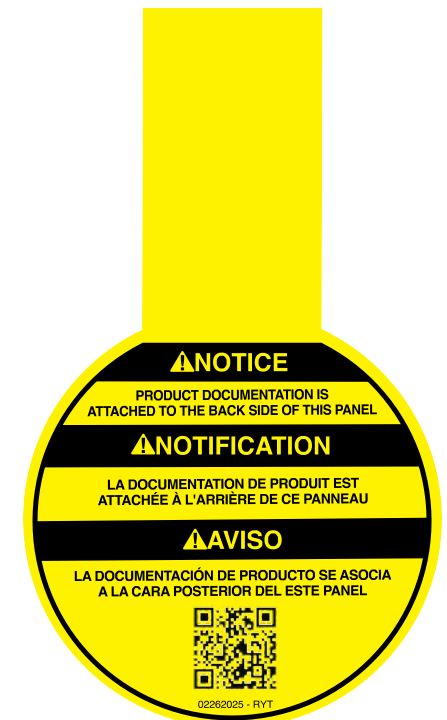 ⚠NOTICE
PRODUCT DOCUMENTATION IS
ATTACHED TO THE BACK SIDE OF THIS PANEL
⚠NOTIFICATION
LA DOCUMENTATION DE PRODUIT EST
ATTACHÉE À L'ARRIÈRE DE CE PANNEAU
⚠AVISO
LA DOCUMENTACIÓN DE PRODUCTO SE ASOCIA
A LA CARA POSTERIOR DEL ESTE PANEL
02262025 - RYT